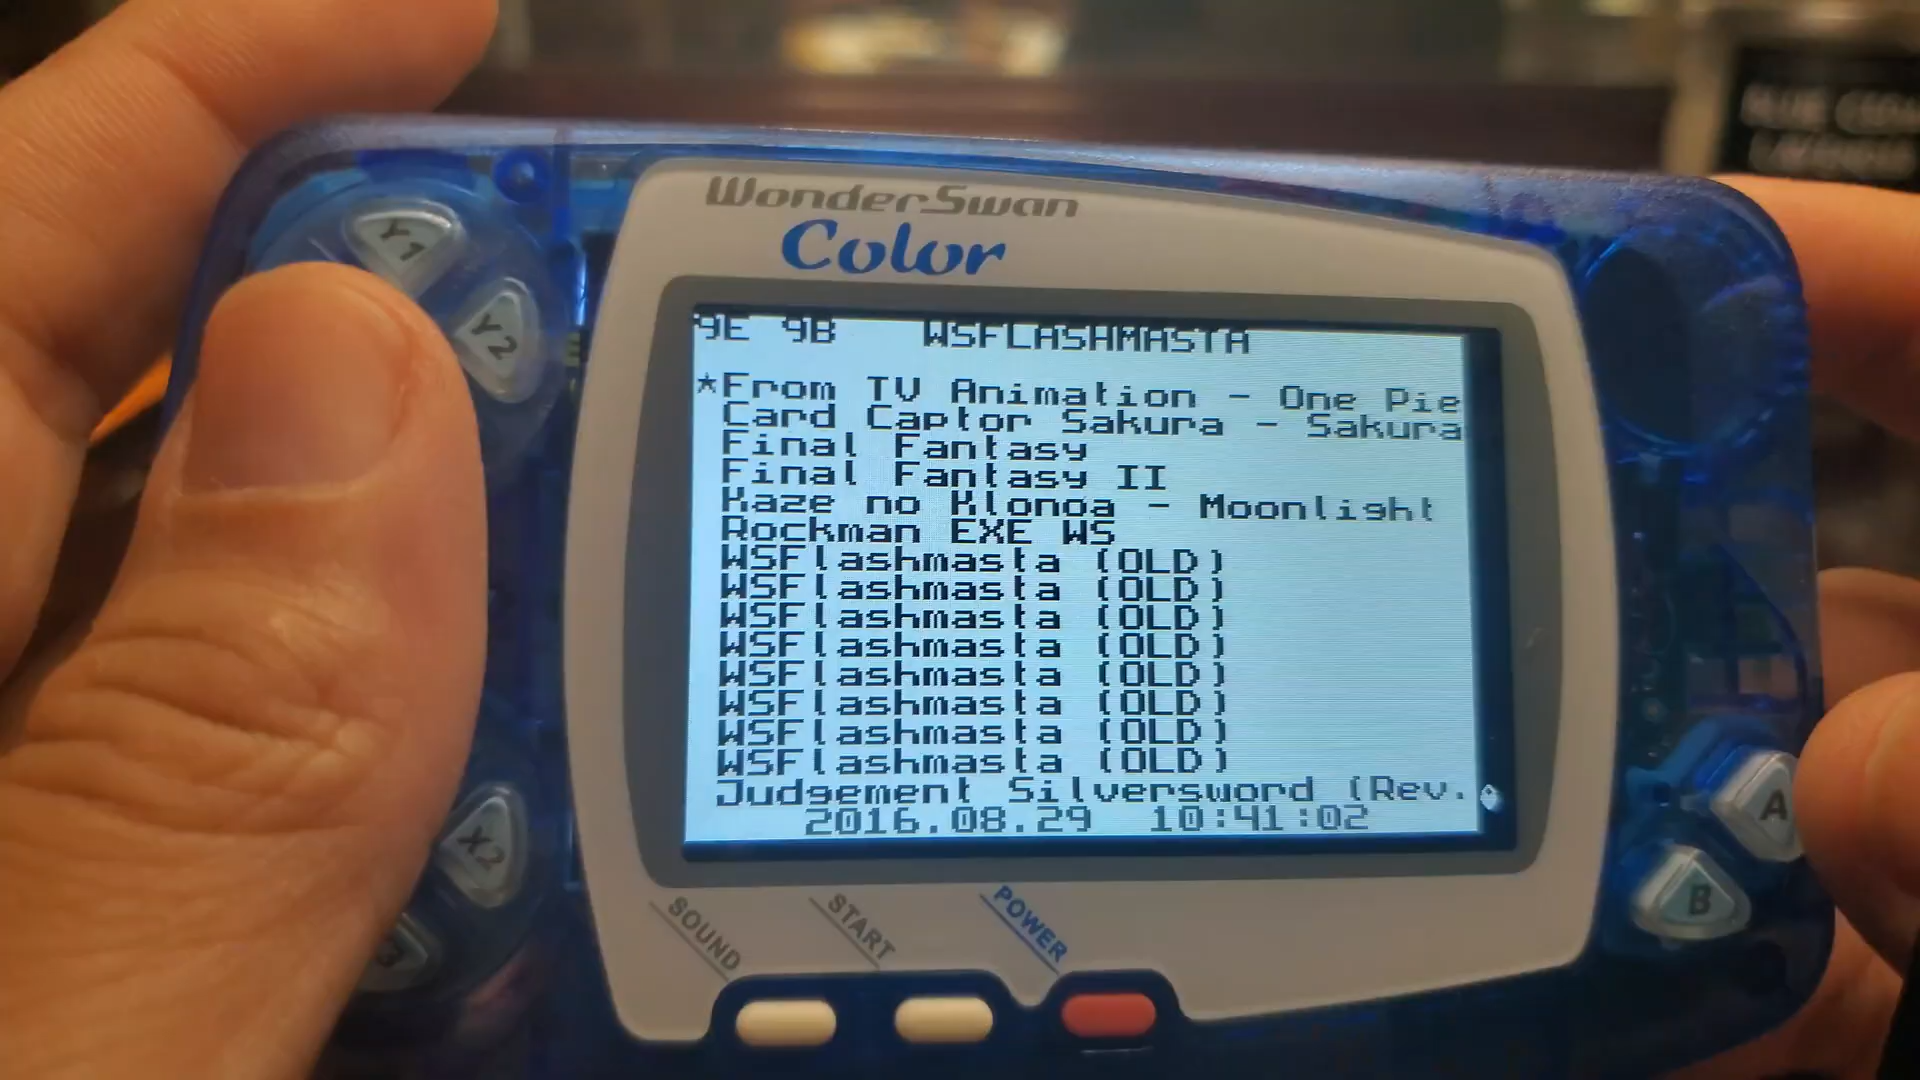 WonderSwan
Color
Y1
Y2
9E 9B WSFLASHMASTA
*From TV Animation - One Pie
Card Captor Sakura - Sakura
Final Fantasy
Final Fantasy II
Kaze no Klonoa - Moonlight
Rockman EXE WS
WSFlashmasta (OLD)
WSFlashmasta (OLD)
WSFlashmasta (OLD)
WSFlashmasta (OLD)
WSFlashmasta (OLD)
WSFlashmasta (OLD)
WSFlashmasta (OLD)
WSFlashmasta (OLD)
Judgement Silversword (Rev.
2016.08.29 10:41:02
X2
A
B
SOUND
START
POWER